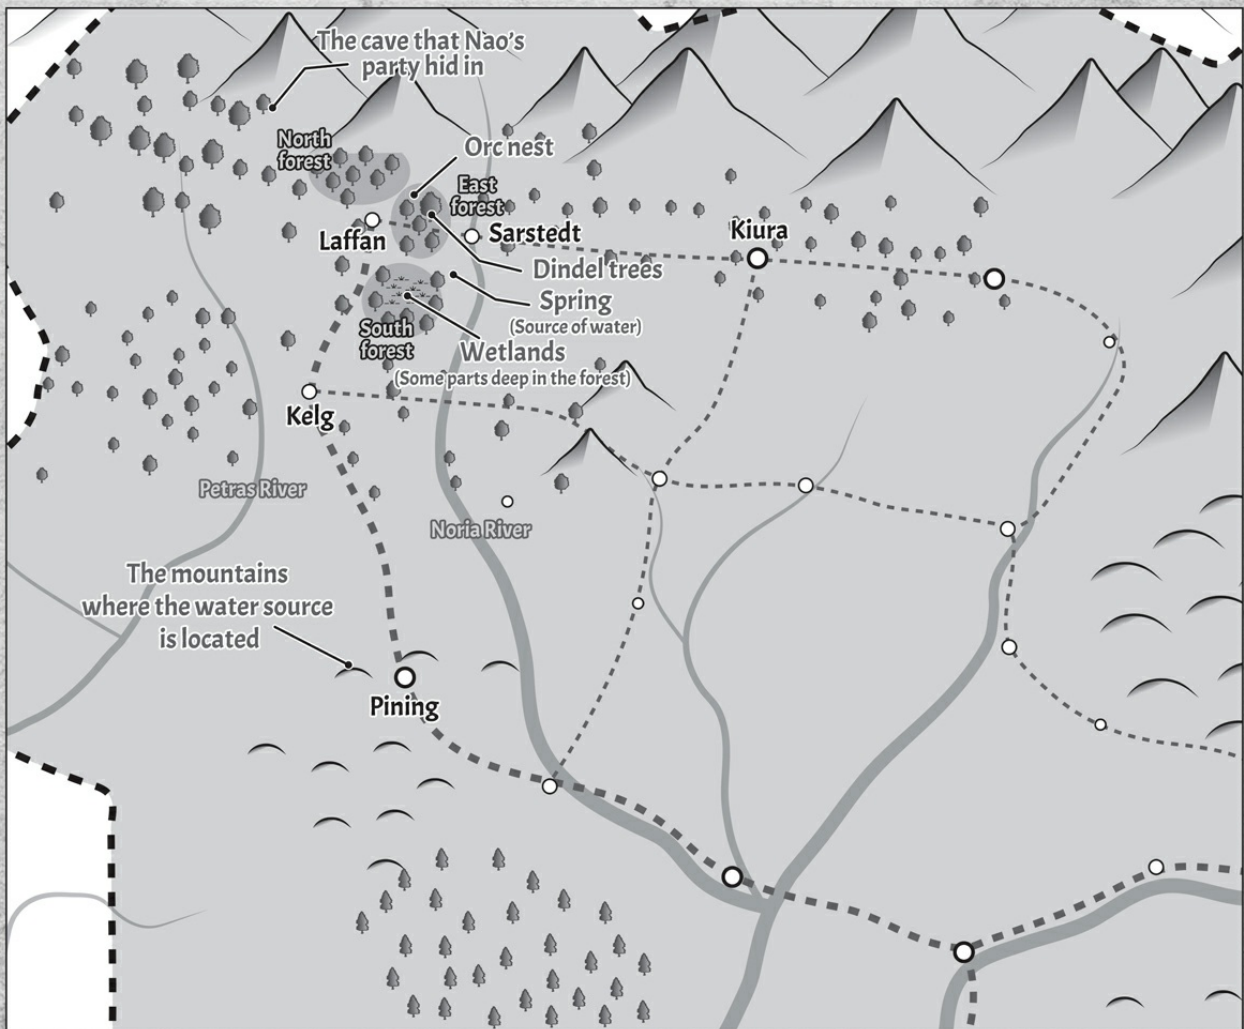 The cave that Nao's
party hid in
North
forest
Orc nest
East
forest
Laffan
Sarstedt
Kiura
Dindel trees
Spring
(Source of water)
South
forest
Wetlands
(Some parts deep in the forest)
Kelg
Petras River
Noria River
The mountains
where the water source
is located
Pining